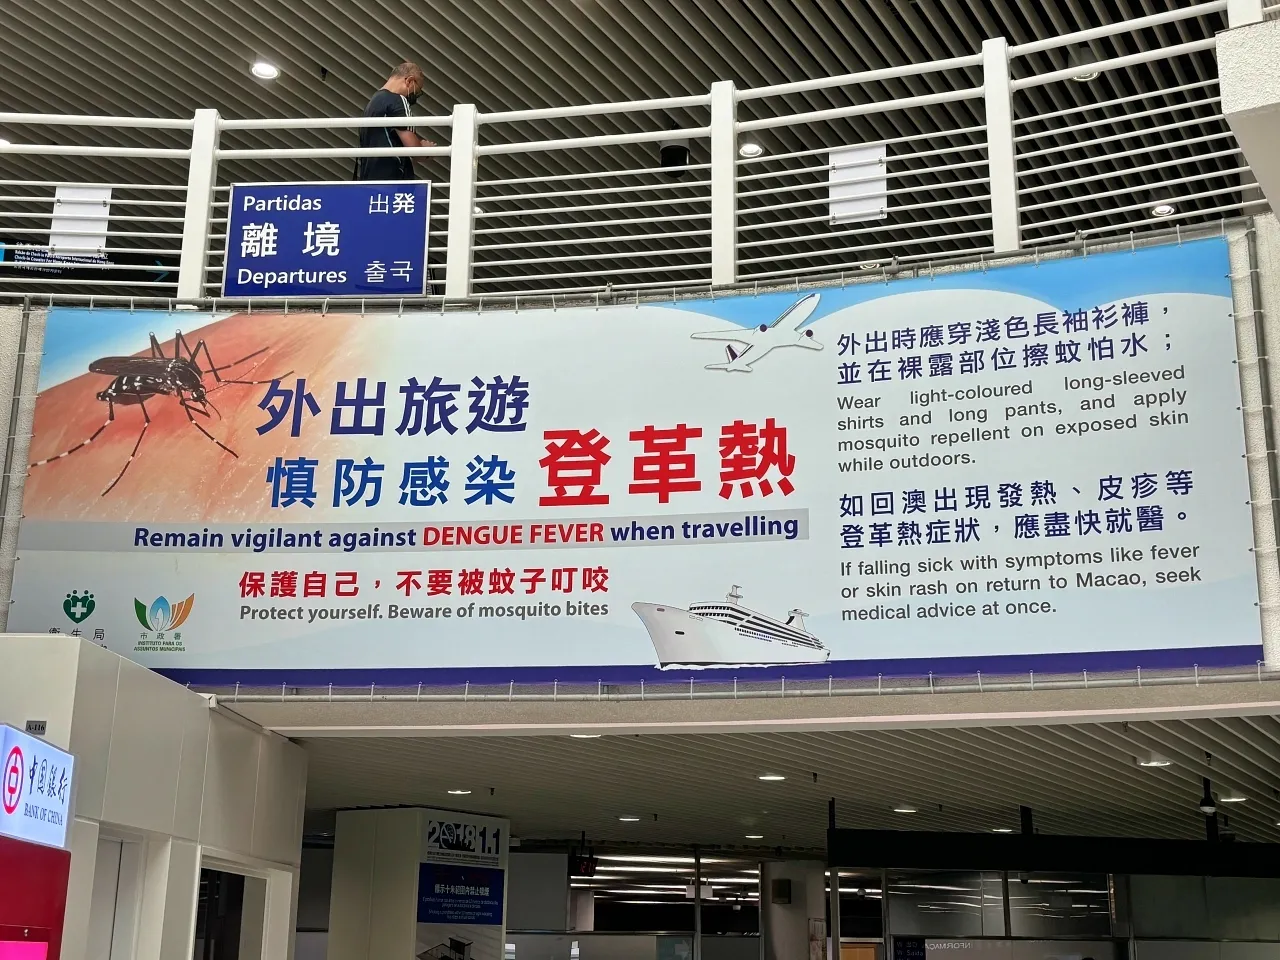 Partidas 出発
離境
Departures 출국
外出旅遊
慎防感染 登革熱
Remain vigilant against DENGUE FEVER when travelling
保護自己，不要被蚊子叮咬
Protect yourself. Beware of mosquito bites
衛生局
市政署
INSTITUTO PARA OS
ASSUNTOS MUNICIPAIS
外出時應穿淺色長袖衫褲，
並在裸露部位擦蚊怕水；
Wear light-coloured long-sleeved
shirts and long pants, and apply
mosquito repellent on exposed skin
while outdoors.
如回澳出現發熱、皮疹等
登革熱症狀，應盡快就醫。
If falling sick with symptoms like fever
or skin rash on return to Macao, seek
medical advice at once.
A-116
中国银行
BANK OF CHINA
2018.1.1